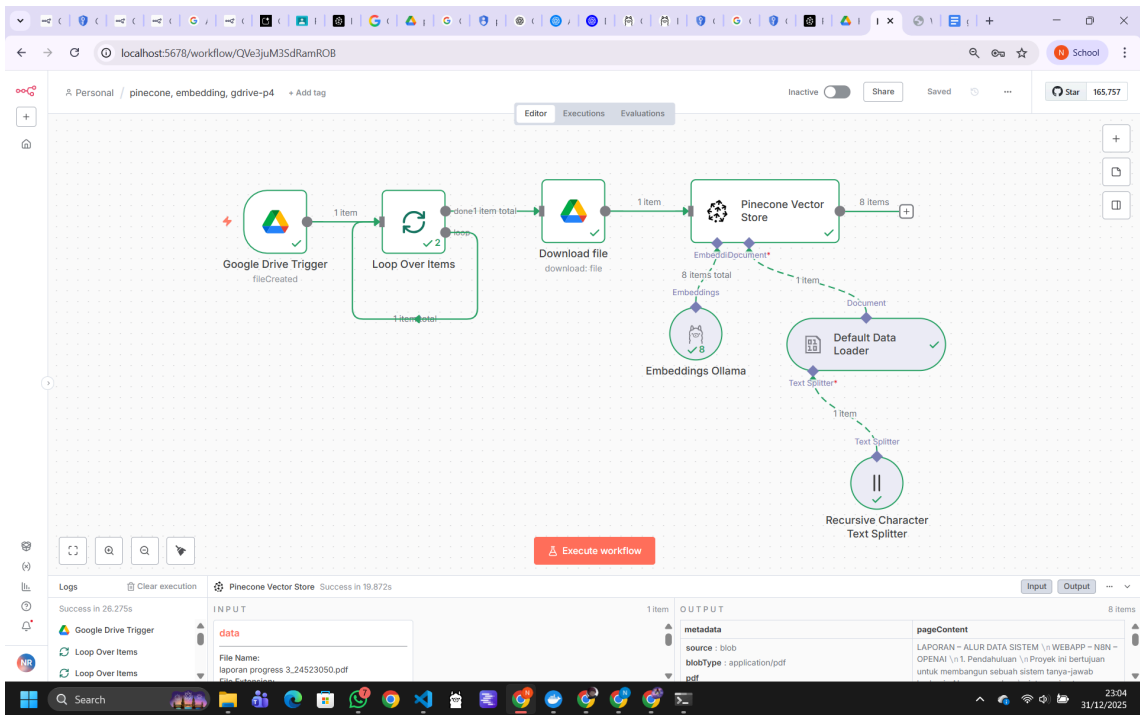 localhost:5678/workflow/QVe3juM3SdRamROB
N School
Personal / pinecone, embedding, gdrive-p4 + Add tag
Inactive Share Saved ... Star 165,757
Editor Executions Evaluations
1 item
done1 item total
loop
1 item
8 items
Pinecone Vector
Store
Google Drive Trigger
fileCreated
Loop Over Items
Download file
download: file
1 item total
8 items total
Embeddings
1 item
Document
Embeddings Ollama
2
8
Default Data
Loader
Text Splitter*
1 item
Text Splitter
Recursive Character
Text Splitter
Execute workflow
Logs Clear execution Pinecone Vector Store Success in 19.872s Input Output ...
Success in 26.275s
INPUT 1 item OUTPUT 8 items
Google Drive Trigger
Loop Over Items
Loop Over Items
data
File Name:
laporan progress 3_24523050.pdf
File Extension:
metadata pageContent
source : blob
blobType : application/pdf
pdf
LAPORAN – ALUR DATA SISTEM \n WEBAPP – N8N –
OPENAI \n 1. Pendahuluan \n Proyek ini bertujuan
untuk membangun sebuah sistem tanya-jawab
NR
Search
7
23:04
31/12/2025